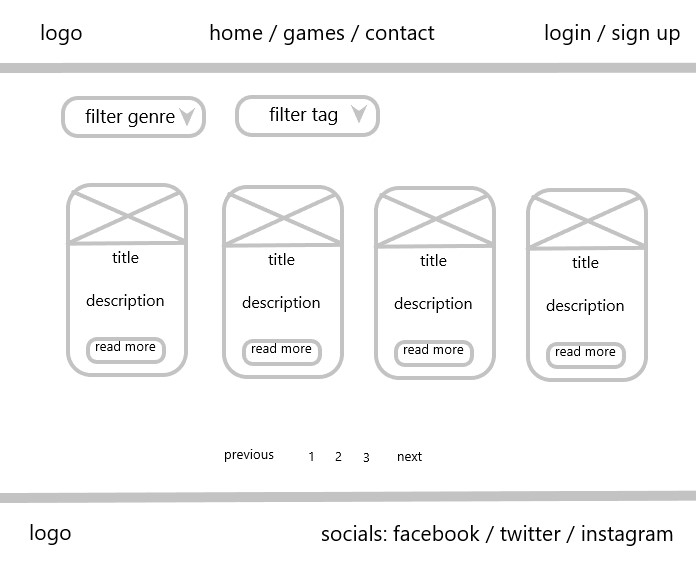 logo home / games / contact login / sign up
filter genre filter tag
title title title title
description description description description
read more read more read more read more
previous 1 2 3 next
logo socials: facebook / twitter / instagram